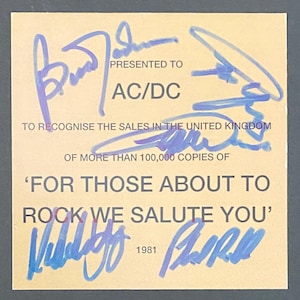 PRESENTED TO
AC/DC
TO RECOGNISE THE SALES IN THE UNITED KINGDOM
OF MORE THAN 100,000 COPIES OF
'FOR THOSE ABOUT TO
ROCK WE SALUTE YOU'
1981